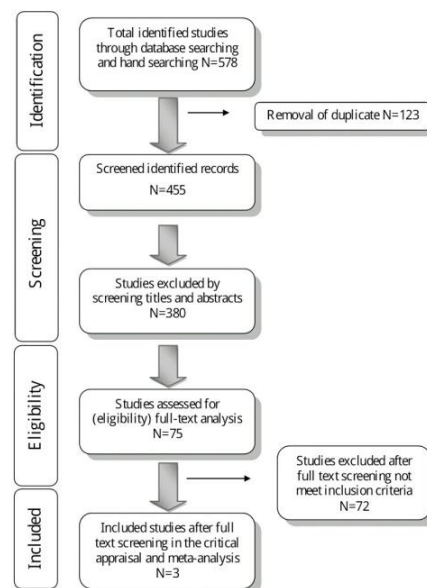 Identification
Total identified studies
through database searching
and hand searching N=578
Removal of duplicate N=123
Screening
Screened identified records
N=455
Studies excluded by
screening titles and abstracts
N=380
Eligibility
Studies assessed for
(eligibility) full-text analysis
N=75
Studies excluded after
full text screening not
meet inclusion criteria
N=72
Included
Included studies after full
text screening in the critical
appraisal and meta-analysis
N=3